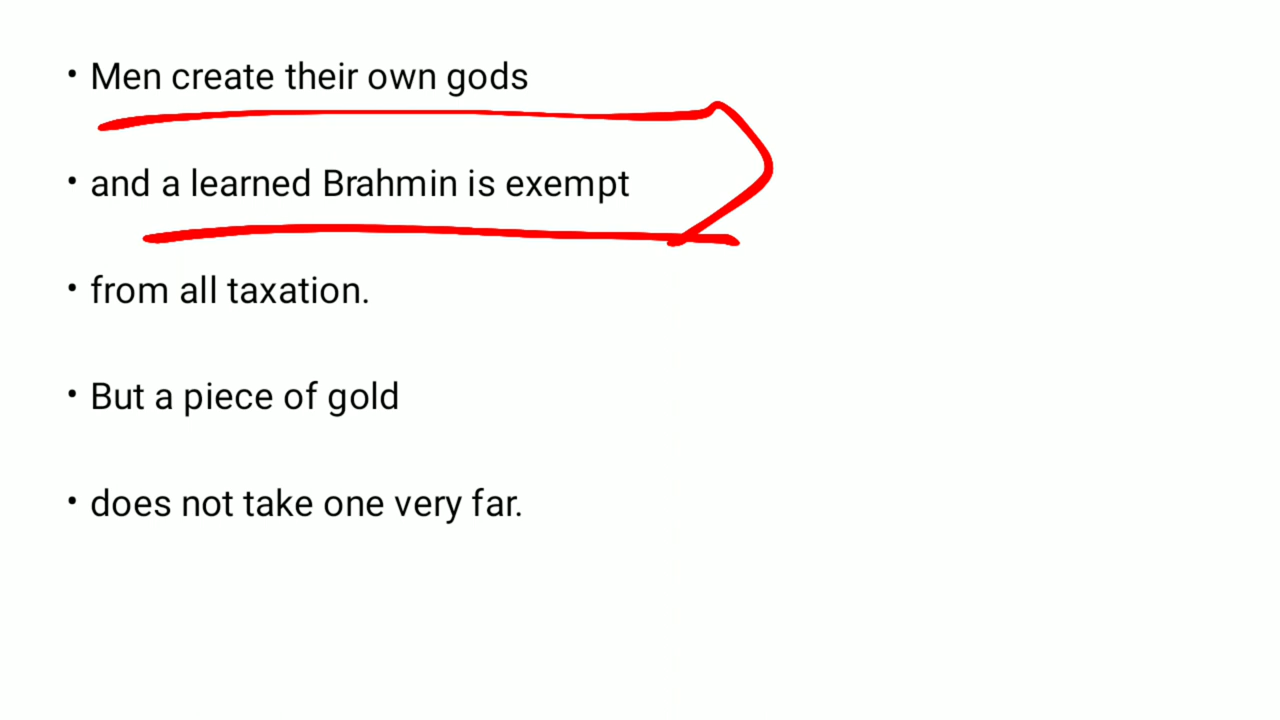 • Men create their own gods
• and a learned Brahmin is exempt
• from all taxation.
• But a piece of gold
• does not take one very far.